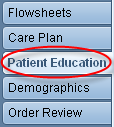 Flowsheets
Care Plan
Patient Education
Demographics
Order Review